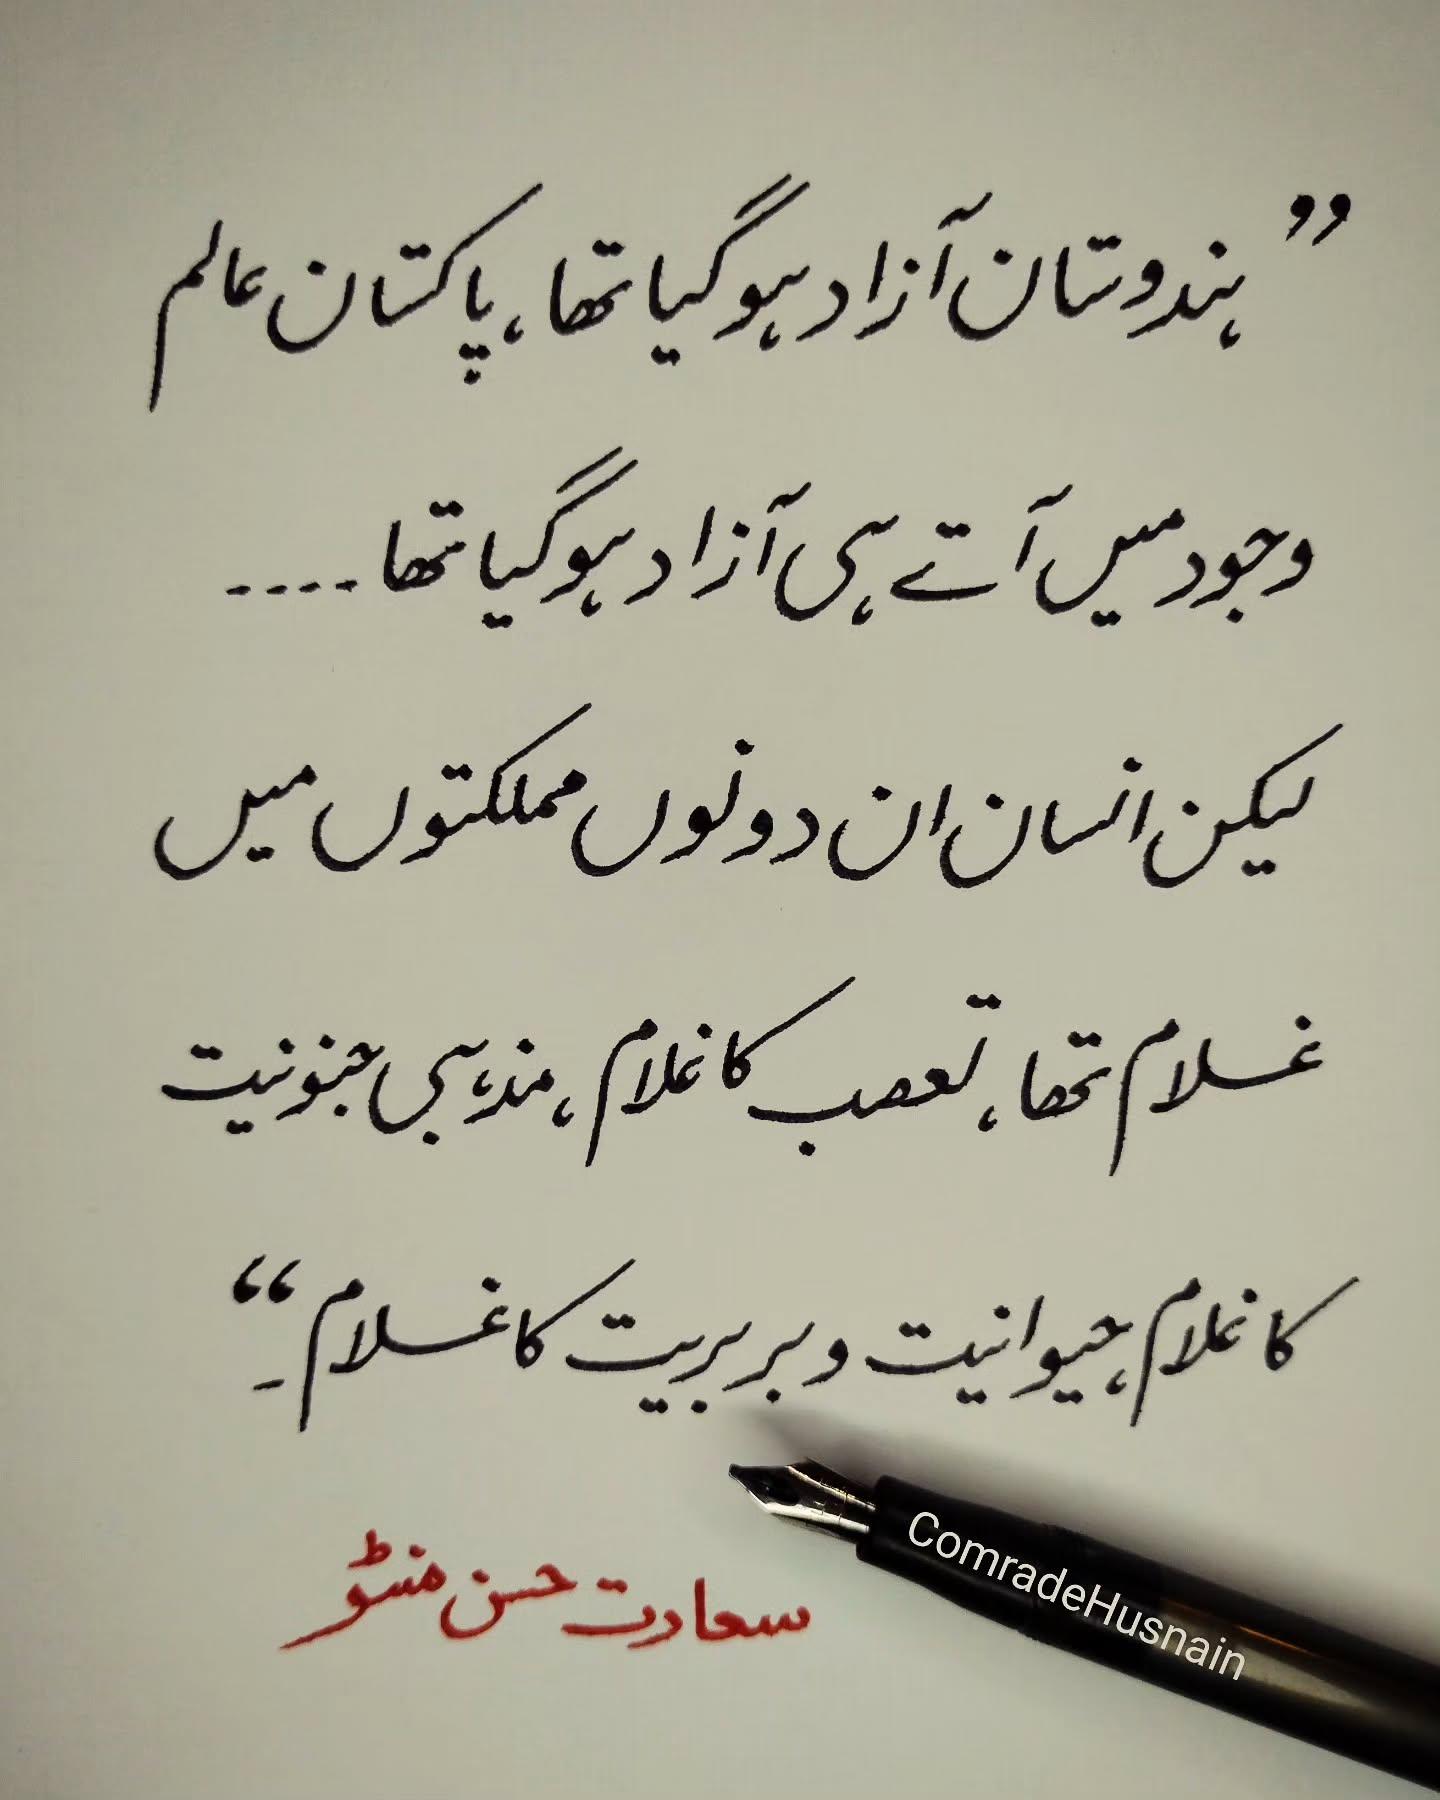 ”ہندوستان آزاد ہو گیا تھا، پاکستان عالم
وجود میں آتے ہی آزاد ہو گیا تھا ۔۔۔۔
لیکن انسان ان دونوں مملکتوں میں
غلام تھا، تعصب کا غلام، مذہبی جنونیت
کا غلام، حیوانیت و بربریت کا غلام۔“
سعادت حسن منٹو
ComradeHusnain